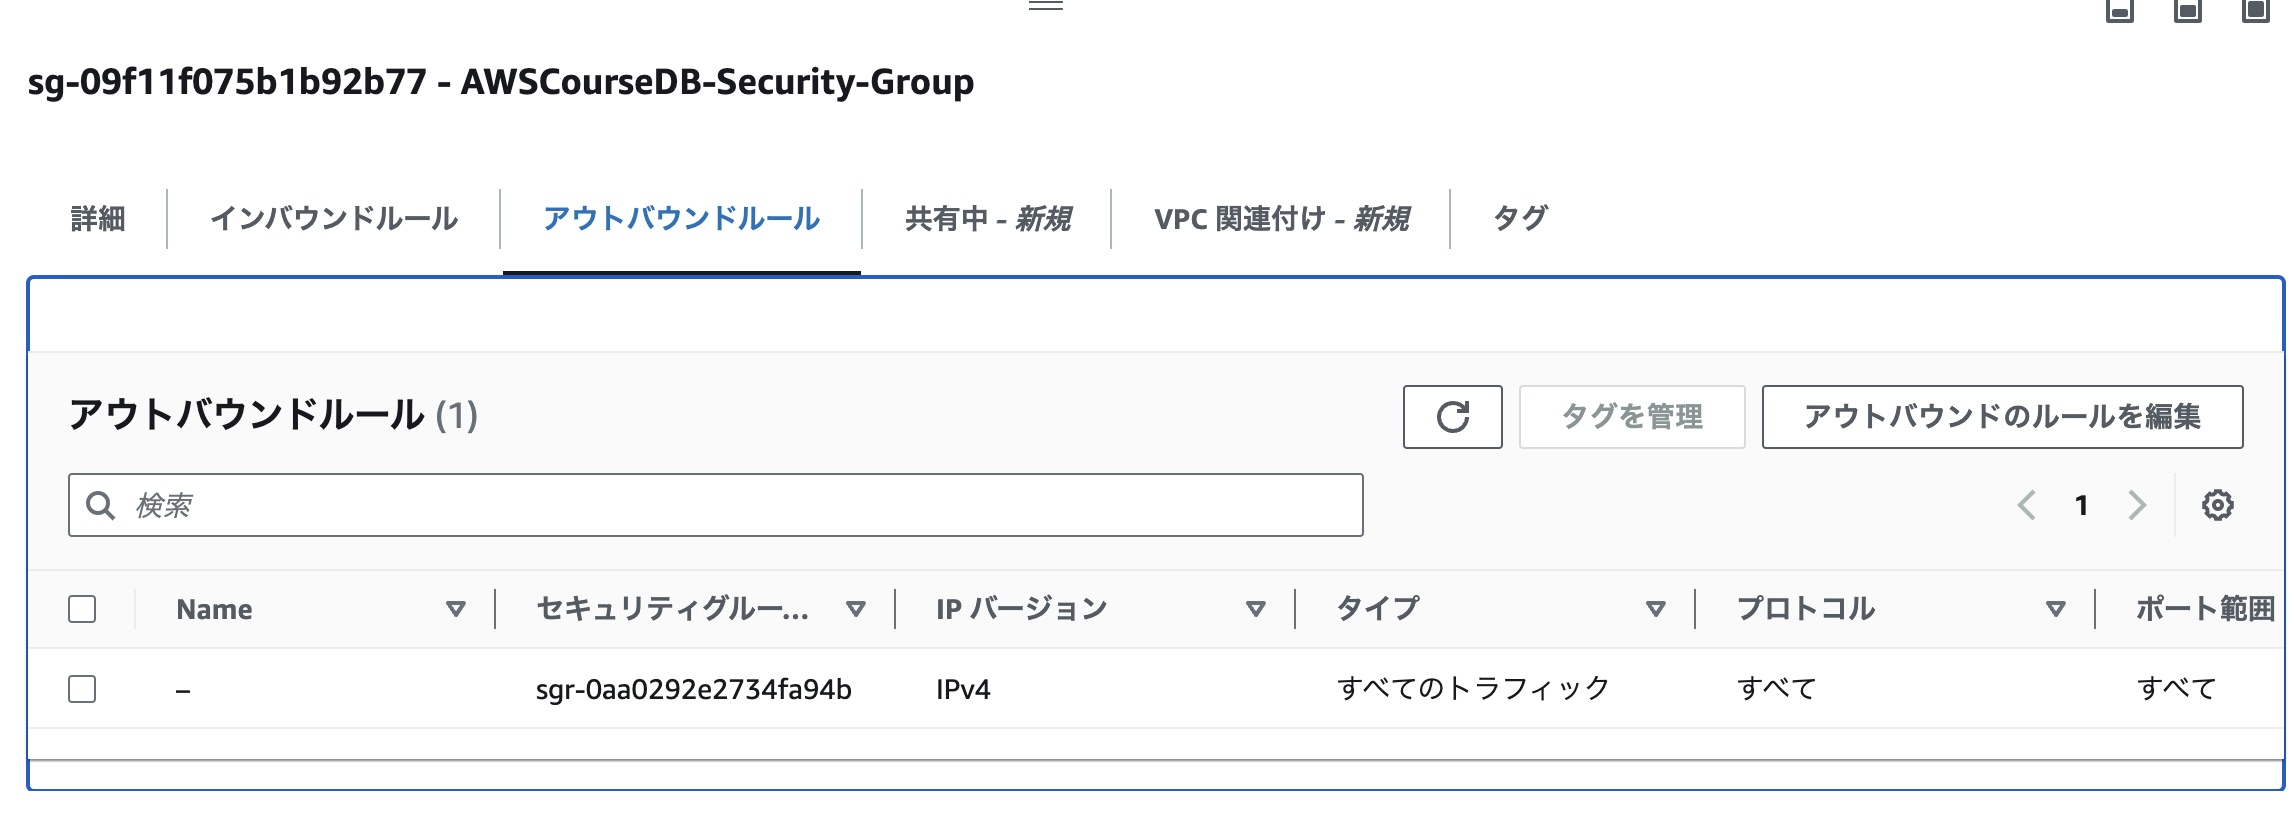 sg-09f11f075b1b92b77 - AWSCourseDB-Security-Group
詳細 インバウンドルール アウトバウンドルール 共有中 - 新規 VPC 関連付け - 新規 タグ
アウトバウンドルール (1) タグを管理 アウトバウンドのルールを編集
検索 1
Name セキュリティグルー... IP バージョン タイプ プロトコル ポート範囲
– sgr-0aa0292e2734fa94b IPv4 すべてのトラフィック すべて すべて